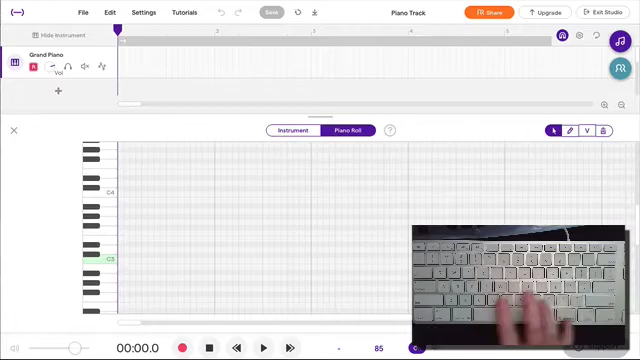 File Edit Settings Tutorials Save Piano Track Share Upgrade Exit Studio
Hide Instrument 2 3 4 5
Grand Piano
R
Vol
Instrument Piano Roll ?
V
C4
C3
00:00.0 - 85 C